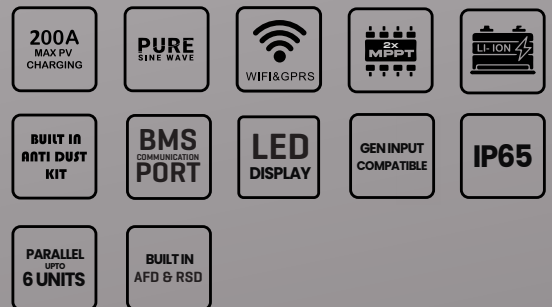 200A
MAX PV
CHARGING
PURE
SINE WAVE
WIFI&GPRS
2x
MPPT
LI- ION
BUILT IN
ANTI DUST
KIT
BMS
COMMUNICATION
PORT
LED
DISPLAY
GEN INPUT
COMPATIBLE
IP65
PARALLEL
UPTO
6 UNITS
BUILT IN
AFD & RSD